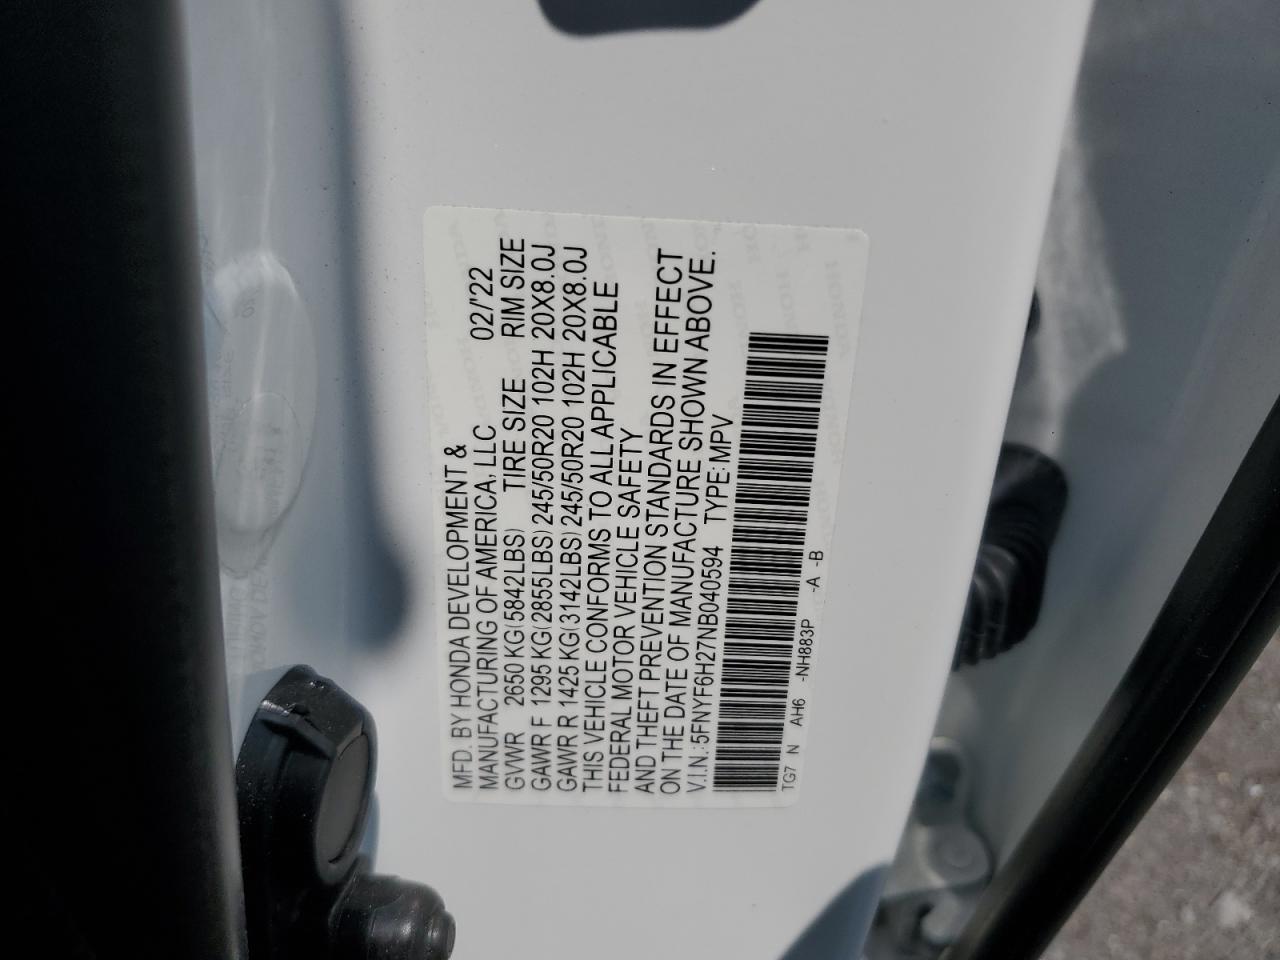 MFD. BY HONDA DEVELOPMENT &
MANUFACTURING OF AMERICA, LLC 02/'22
GVWR 2650 KG(5842LBS) TIRE SIZE RIM SIZE
GAWR F 1295 KG(2855LBS) 245/50R20 102H 20X8.0J
GAWR R 1425 KG(3142LBS) 245/50R20 102H 20X8.0J
THIS VEHICLE CONFORMS TO ALL APPLICABLE
FEDERAL MOTOR VEHICLE SAFETY
AND THEFT PREVENTION STANDARDS IN EFFECT
ON THE DATE OF MANUFACTURE SHOWN ABOVE.
V.I.N.: 5FNYF6H27NB040594 TYPE: MPV
TG7 N AH6 -NH883P -A -B